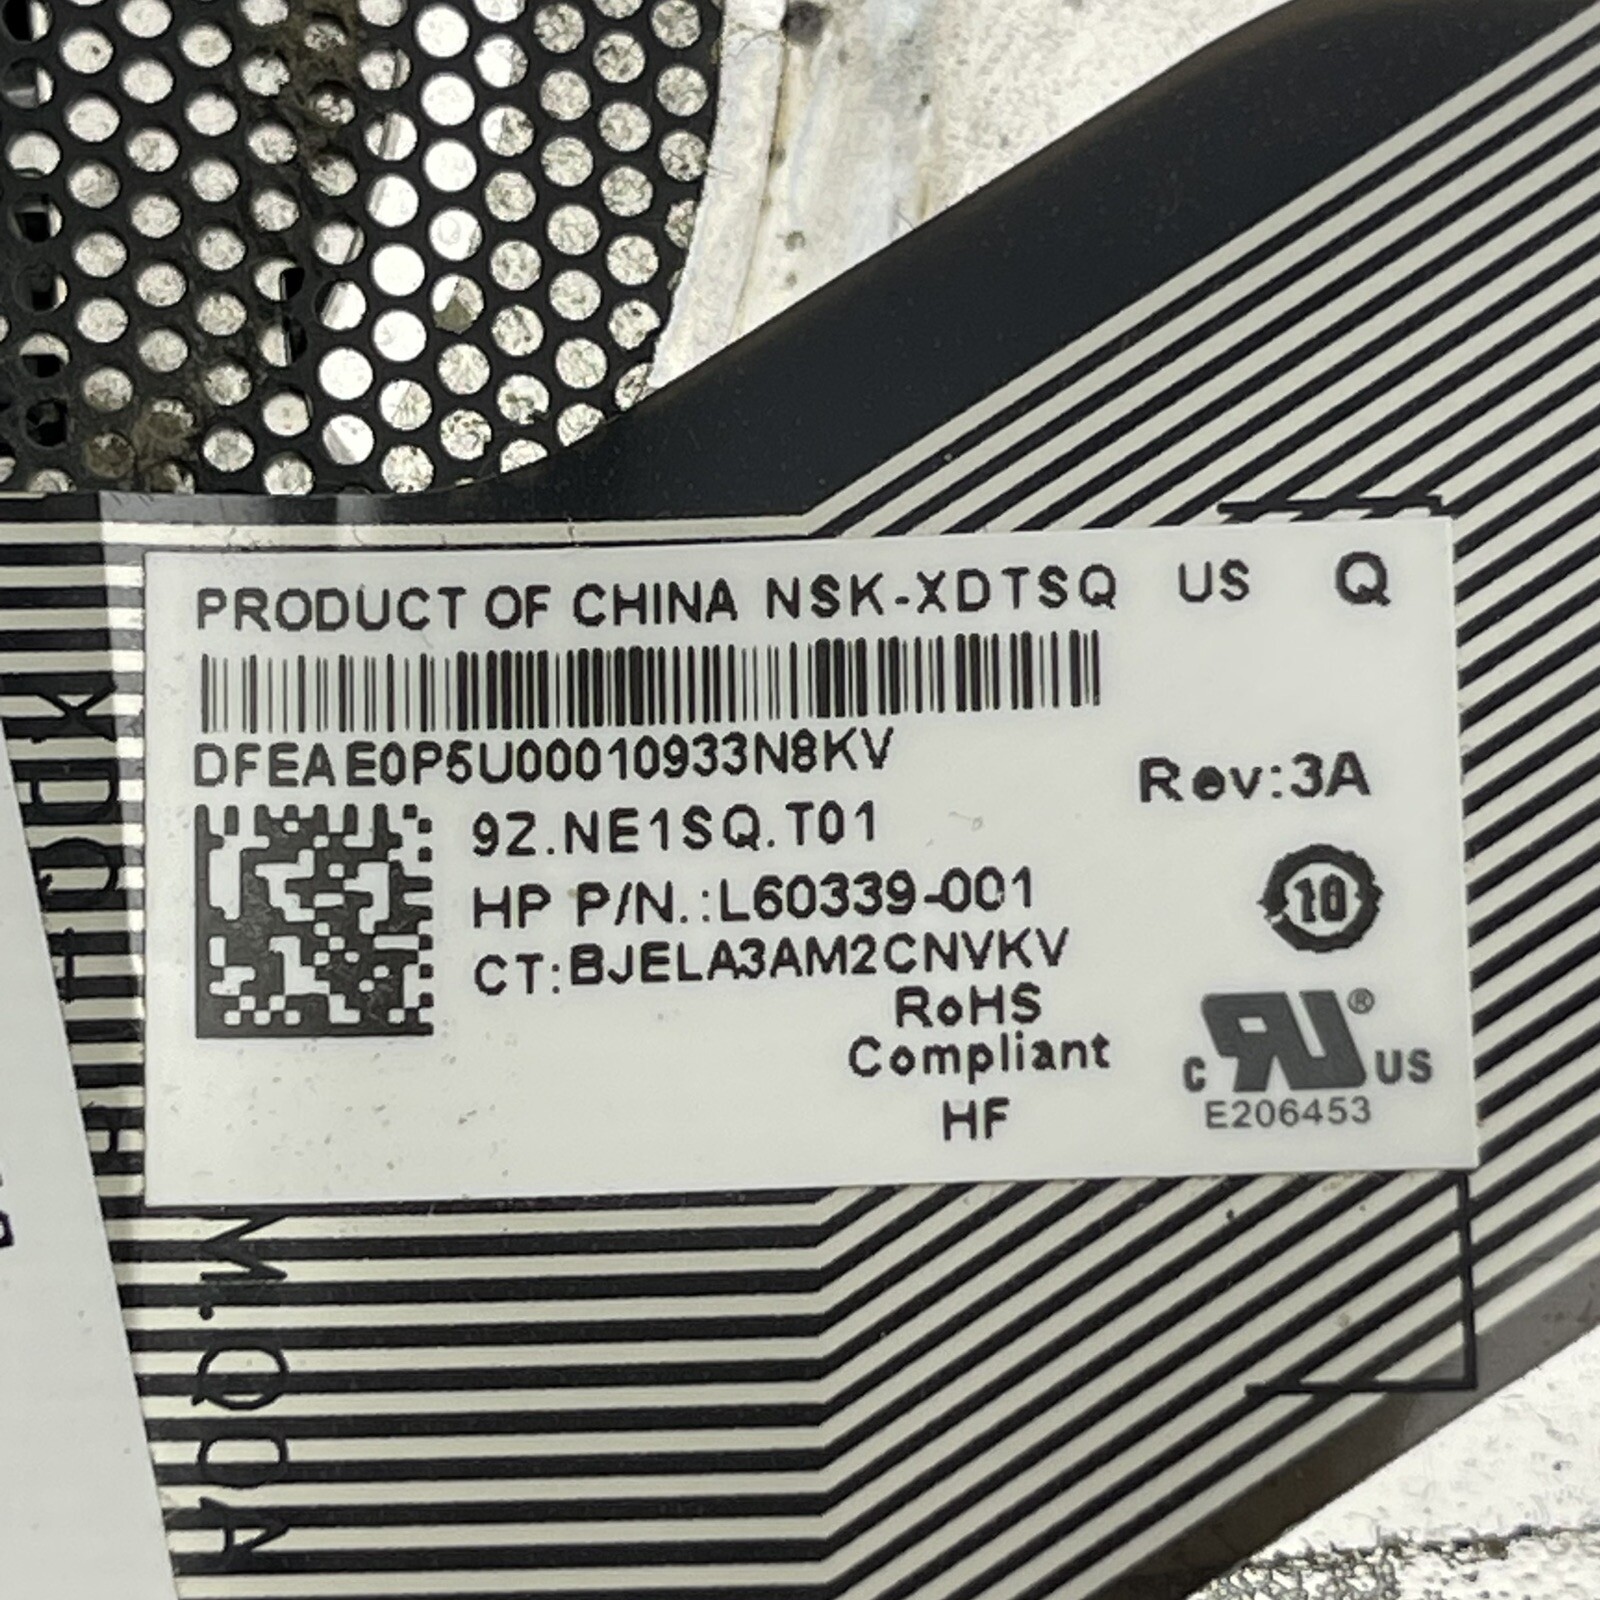 PRODUCT OF CHINA NSK-XDTSQ US Q
DFEAE0P5U00010933N8KV
Rev:3A
9Z.NE1SQ.T01
HP P/N.:L60339-001
10
CT:BJELA3AM2CNVKV
RoHS
Compliant
HF
c RU® US
E206453